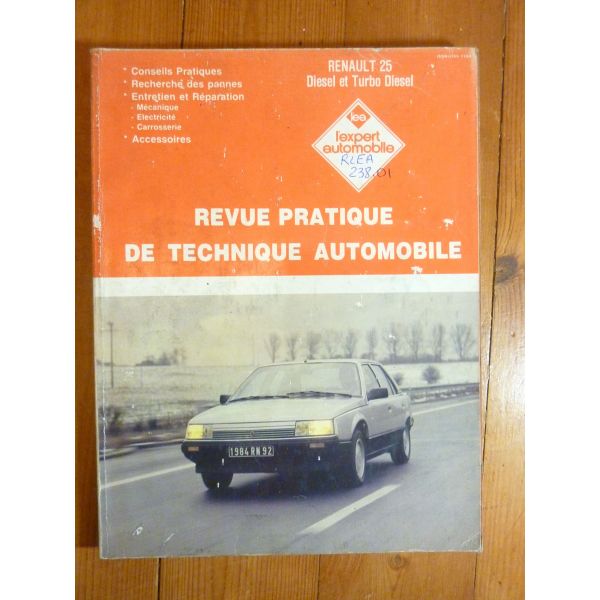 * Conseils Pratiques
* Recherche des pannes
* Entretien et Réparation
- Mécanique
- Electricité
- Carrosserie
* Accessoires
RENAULT 25
Diesel et Turbo Diesel
lea
l'expert
automobile
RLEA
238.01
REVUE PRATIQUE
DE TECHNIQUE AUTOMOBILE
1984 RN 92